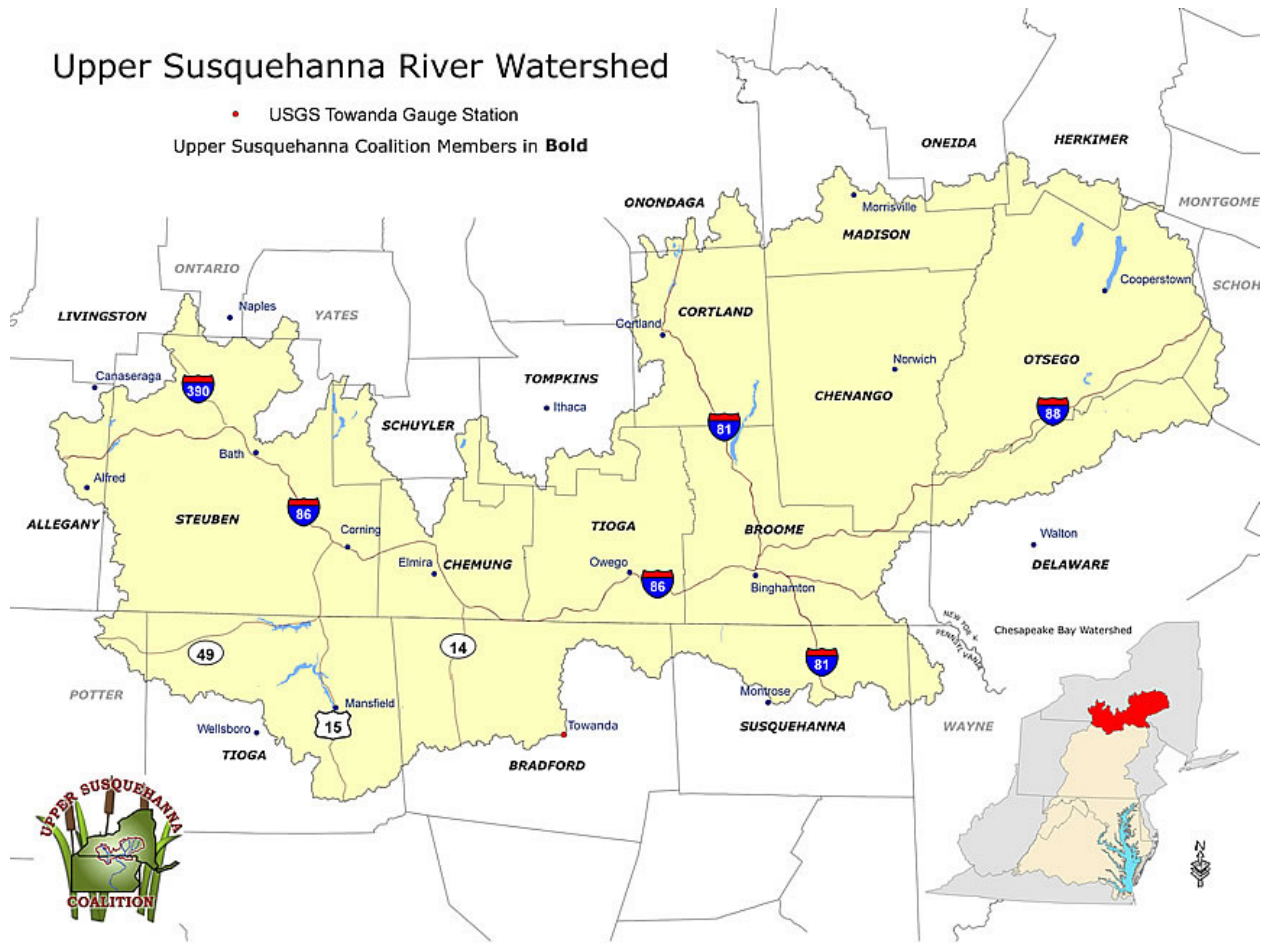 Upper Susquehanna River Watershed
USGS Towanda Gauge Station
Upper Susquehanna Coalition Members in Bold
ONEIDA
HERKIMER
ONONDAGA
MONTGOME
Morrisville
MADISON
ONTARIO
Cooperstown
SCHOH
Naples
LIVINGSTON
YATES
CORTLAND
Cortland
OTSEGO
Norwich
Canaseraga
TOMPKINS
390
CHENANGO
Ithaca
88
SCHUYLER
81
Bath
Alfred
86
STEUBEN
ALLEGANY
TIOGA
BROOME
Corning
Walton
Elmira
CHEMUNG
Owego
DELAWARE
86
Binghamton
NEW YORK
PENNSYLVANIA
Chesapeake Bay Watershed
49
14
81
POTTER
Montrose
Mansfield
15
Wellsboro
Towanda
SUSQUEHANNA
WAYNE
TIOGA
BRADFORD
UPPER SUSQUEHANNA
COALITION
N
S